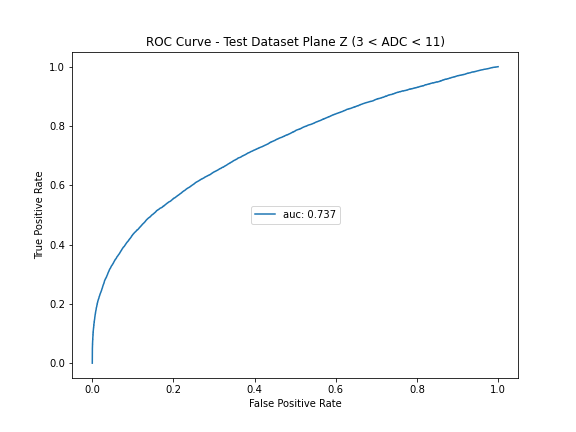 ROC Curve - Test Dataset Plane Z (3 < ADC < 11)
1.0
0.8
0.6
0.4
0.2
0.0
True Positive Rate
auc: 0.737
0.0 0.2 0.4 0.6 0.8 1.0
False Positive Rate